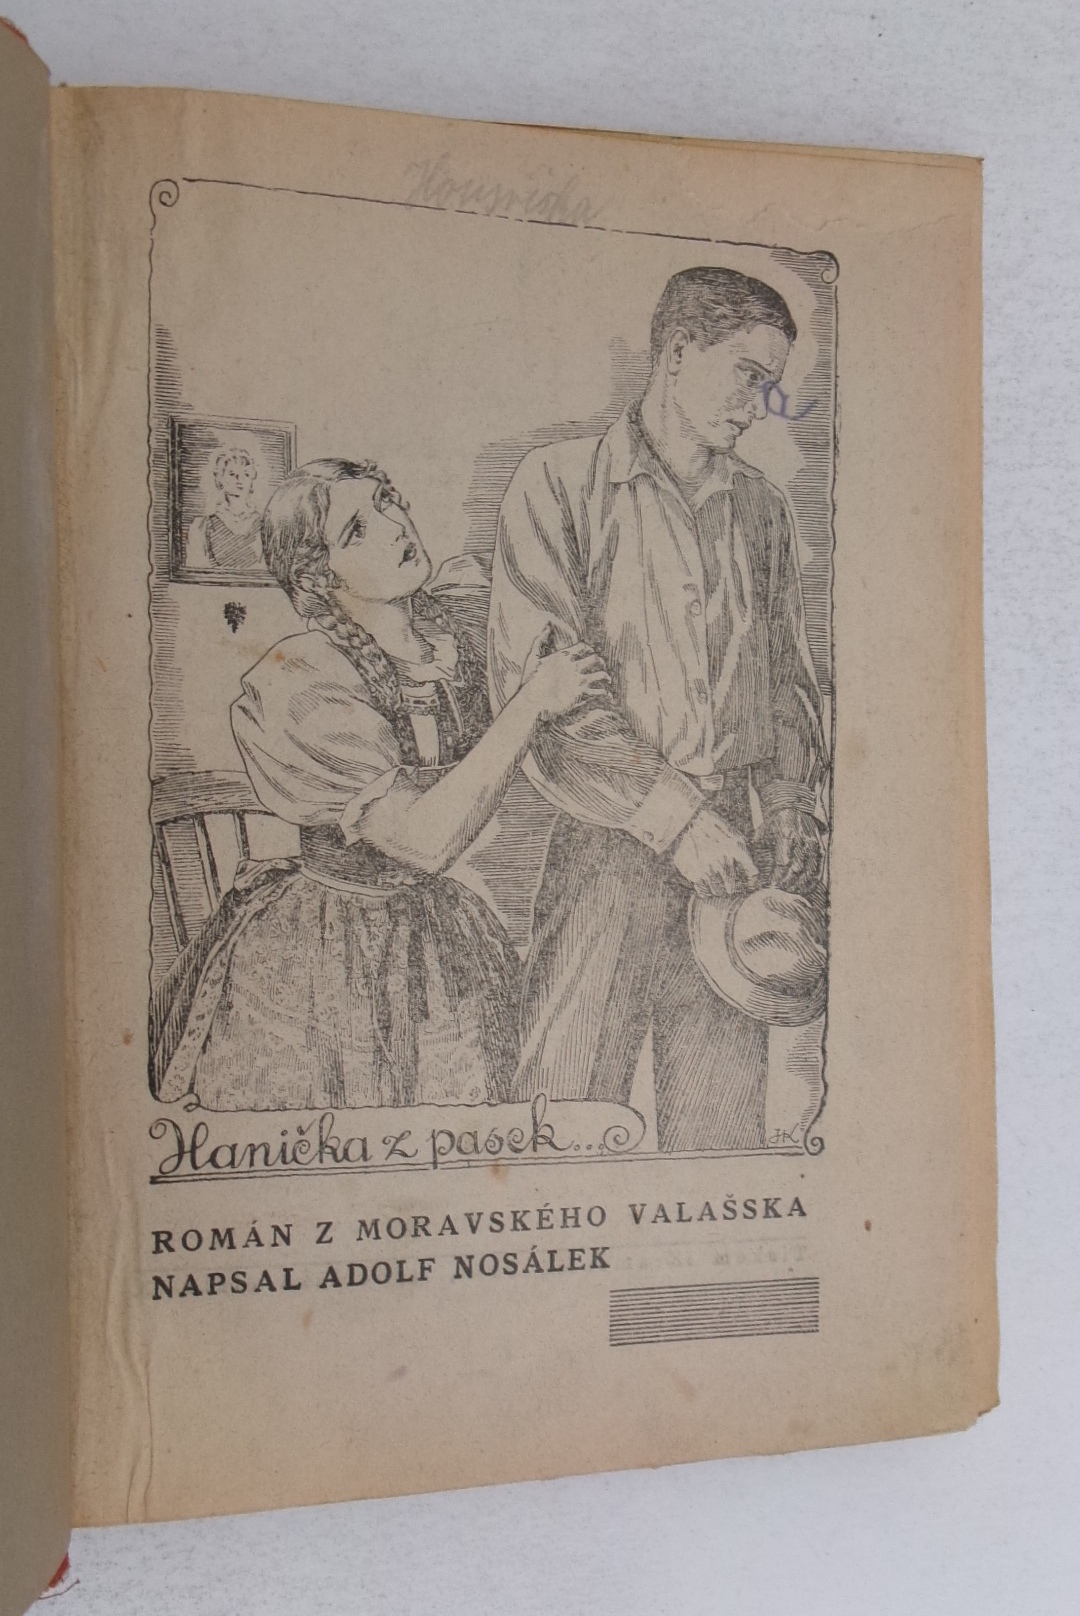 Hanička z pasek...
ROMÁN Z MORAVSKÉHO VALAŠSKA
NAPSAL ADOLF NOSÁLEK